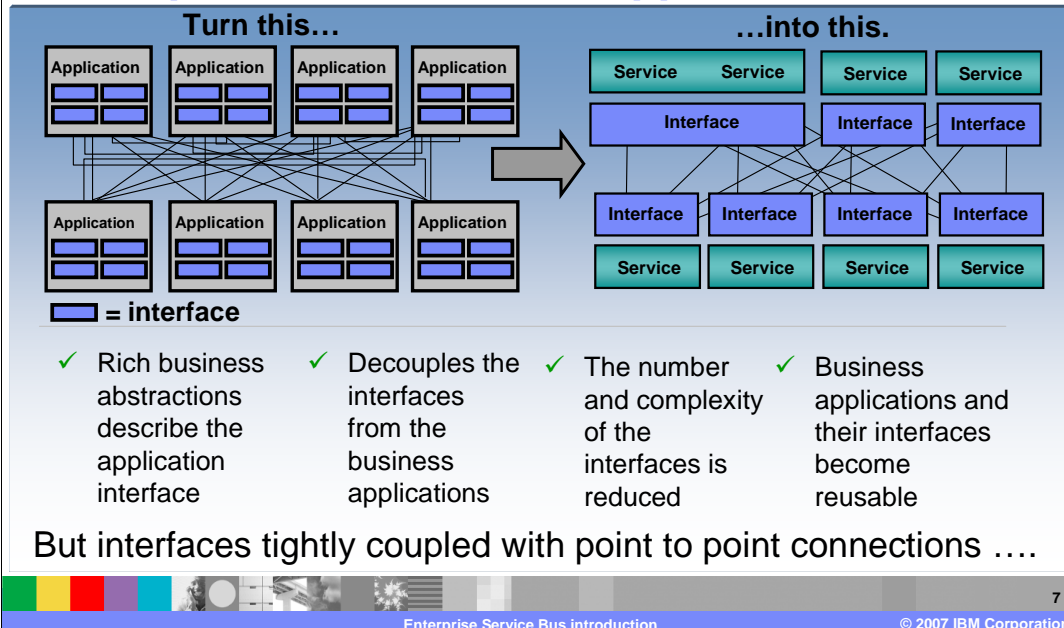 Turn this…
…into this.
Application Application Application Application
Service Service Service Service
Interface Interface Interface
Application Application Application Application
Interface Interface Interface Interface
Service Service Service Service
= interface
✓ Rich business
abstractions
describe the
application
interface
✓ Decouples the
interfaces
from the
business
applications
✓ The number
and complexity
of the
interfaces is
reduced
✓ Business
applications and
their interfaces
become
reusable
But interfaces tightly coupled with point to point connections ….
7
Enterprise Service Bus introduction
© 2007 IBM Corporation